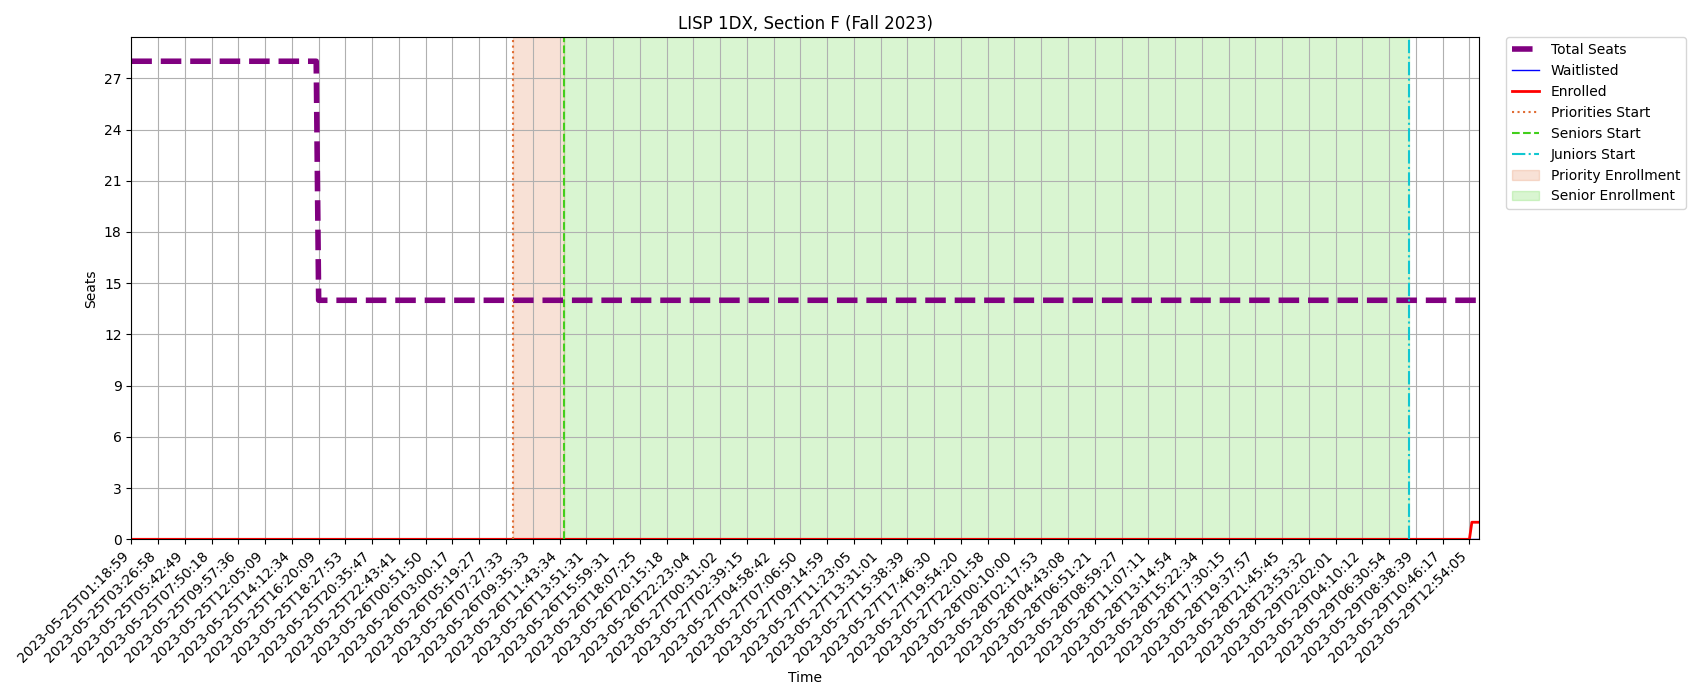 LISP 1DX, Section F (Fall 2023)
Total Seats
Waitlisted
Enrolled
Priorities Start
Seniors Start
Juniors Start
Priority Enrollment
Senior Enrollment
Seats
27
24
21
18
15
12
9
6
3
0
2023-05-25T01:18:59
2023-05-25T03:26:58
2023-05-25T05:42:49
2023-05-25T07:50:18
2023-05-25T09:57:36
2023-05-25T12:05:09
2023-05-25T14:12:34
2023-05-25T16:20:09
2023-05-25T18:27:53
2023-05-25T20:35:47
2023-05-25T22:43:41
2023-05-26T00:51:50
2023-05-26T03:00:17
2023-05-26T05:19:27
2023-05-26T07:27:33
2023-05-26T09:35:33
2023-05-26T11:43:34
2023-05-26T13:51:31
2023-05-26T15:59:31
2023-05-26T18:07:25
2023-05-26T20:15:18
2023-05-26T22:23:04
2023-05-27T00:31:02
2023-05-27T02:39:15
2023-05-27T04:58:42
2023-05-27T07:06:50
2023-05-27T09:14:59
2023-05-27T11:23:05
2023-05-27T13:31:01
2023-05-27T15:38:39
2023-05-27T17:46:30
2023-05-27T19:54:20
2023-05-27T22:01:58
2023-05-28T00:10:00
2023-05-28T02:17:53
2023-05-28T04:43:08
2023-05-28T06:51:21
2023-05-28T08:59:27
2023-05-28T11:07:11
2023-05-28T13:14:54
2023-05-28T15:22:34
2023-05-28T17:30:15
2023-05-28T19:37:57
2023-05-28T21:45:45
2023-05-28T23:53:32
2023-05-29T02:02:01
2023-05-29T04:10:12
2023-05-29T06:30:54
2023-05-29T08:38:39
2023-05-29T10:46:17
2023-05-29T12:54:05
Time